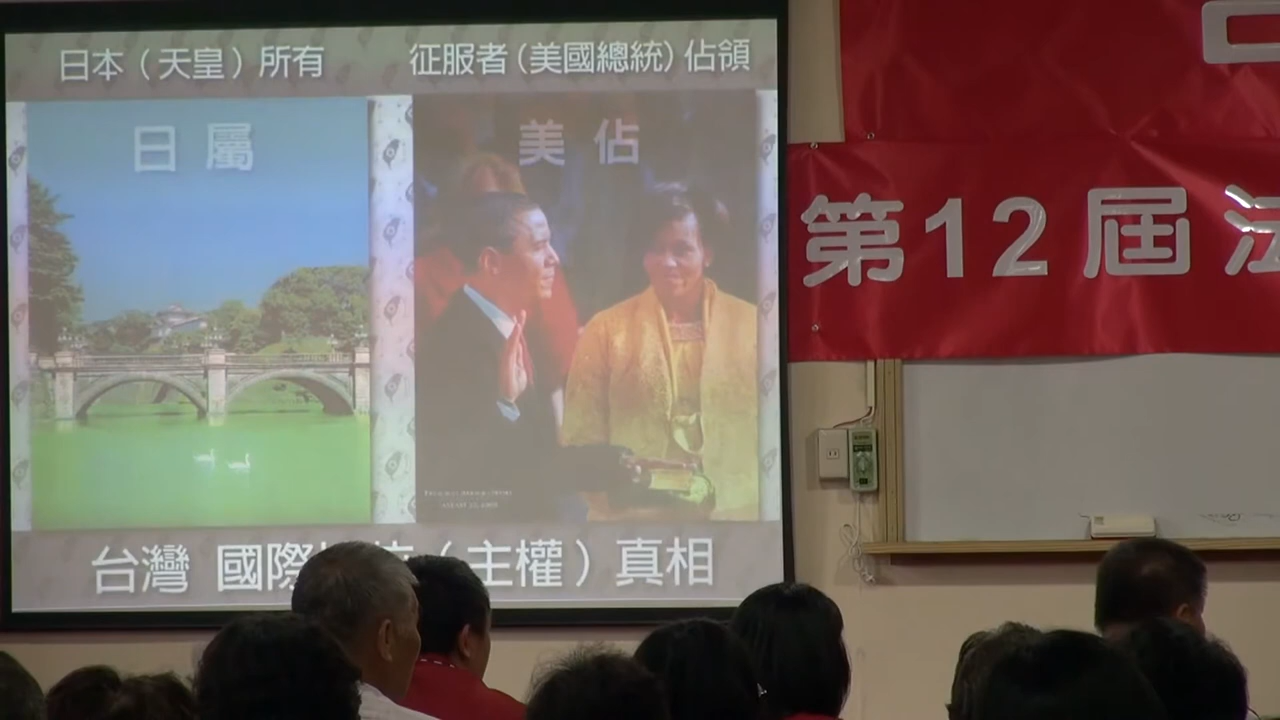 日本（天皇）所有
征服者（美國總統）佔領
日屬
美佔
台灣 國際
（主權）真相
第12屆